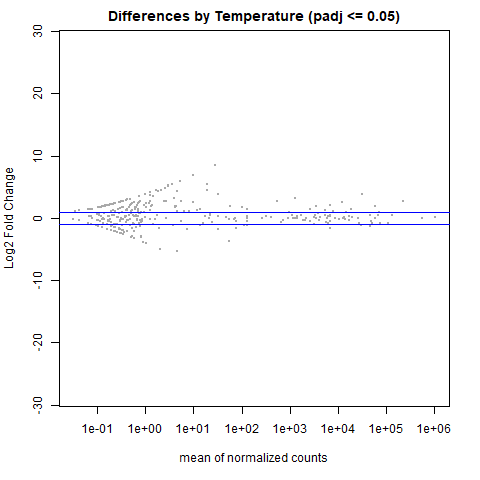 Differences by Temperature (padj <= 0.05)
30
20
10
0
-10
-20
-30
Log2 Fold Change
1e-01 1e+00 1e+01 1e+02 1e+03 1e+04 1e+05 1e+06
mean of normalized counts